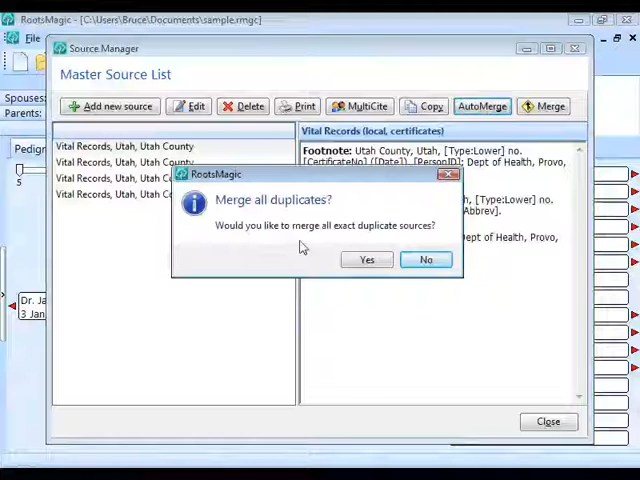 RootsMagic - [C:\Users\Bruce\Documents\sample.rmgc]
File
Source Manager
Master Source List
Add new source
Edit
Delete
Print
MultiCite
Copy
AutoMerge
Merge
Spouses:
Parents:
Pedigr
5
Dr. Ja
3 Jan,
Vital Records, Utah, Utah County
Vital Records, Utah, Utah County
Vital Records, Utah, Utah C
Vital Records, Utah, Utah C
Vital Records (local, certificates)
Footnote: Utah County, Utah, [Type:Lower] no.
[CertificateNo] ([Date]), [PersonID]; Dept of Health, Provo,
, [Type:Lower] no.
Abbrev].
ept of Health, Provo,
RootsMagic
Merge all duplicates?
Would you like to merge all exact duplicate sources?
Yes
No
Close